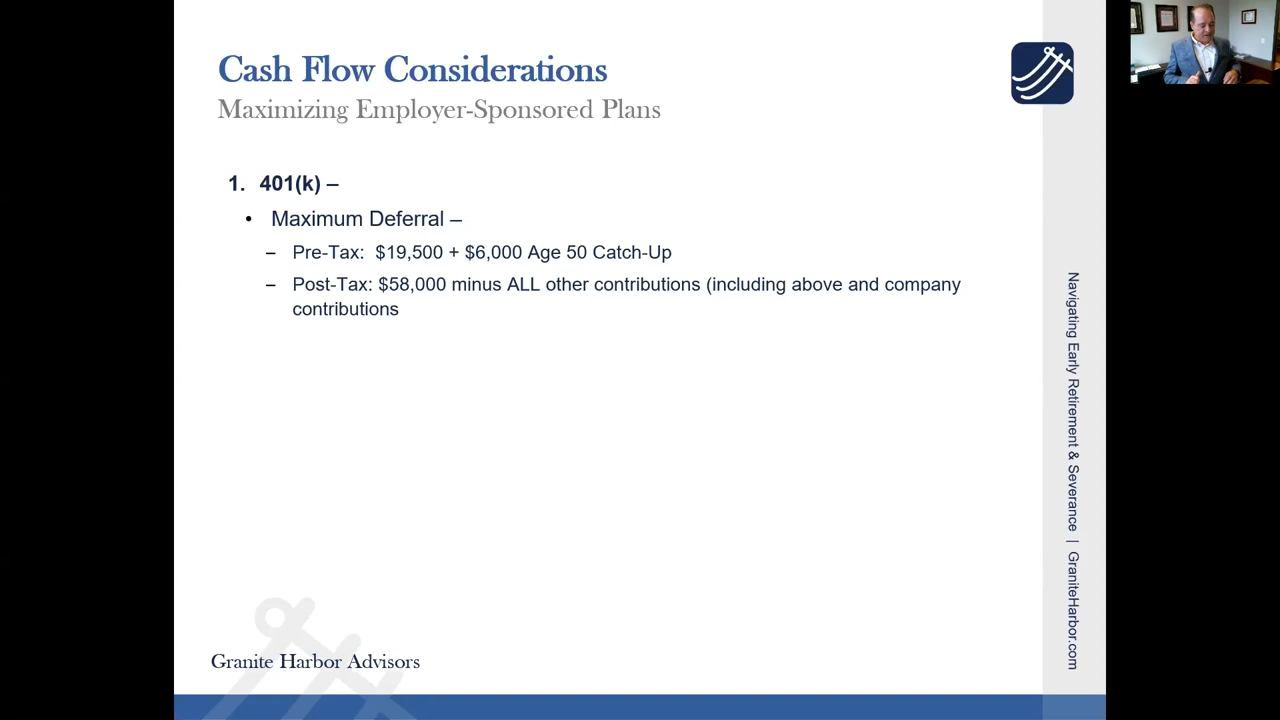 Cash Flow Considerations
Maximizing Employer-Sponsored Plans
1. 401(k) –
• Maximum Deferral –
– Pre-Tax: $19,500 + $6,000 Age 50 Catch-Up
– Post-Tax: $58,000 minus ALL other contributions (including above and company
contributions
Navigating Early Retirement & Severance | GraniteHarbor.com
Granite Harbor Advisors